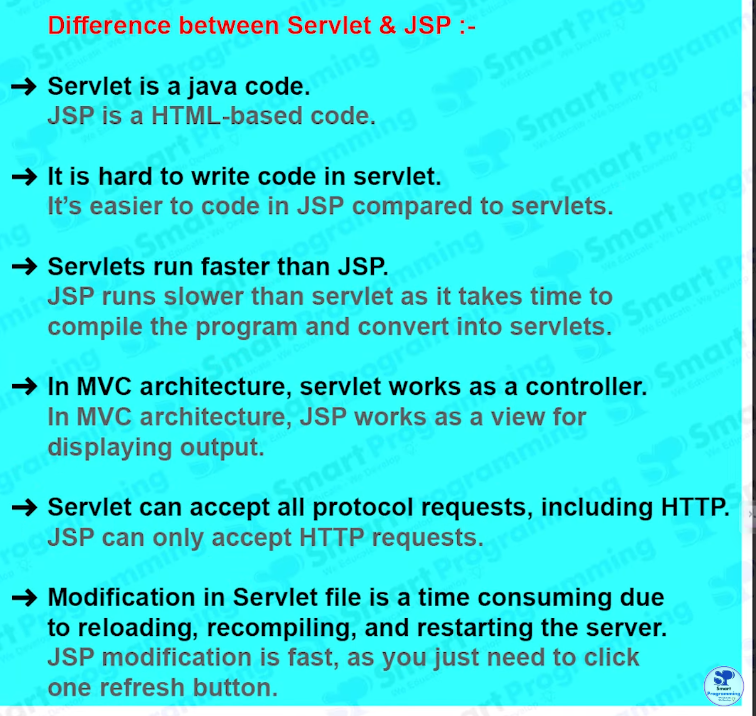 Difference between Servlet & JSP :-
→ Servlet is a java code.
JSP is a HTML-based code.
→ It is hard to write code in servlet.
It's easier to code in JSP compared to servlets.
→ Servlets run faster than JSP.
JSP runs slower than servlet as it takes time to
compile the program and convert into servlets.
→ In MVC architecture, servlet works as a controller.
In MVC architecture, JSP works as a view for
displaying output.
→ Servlet can accept all protocol requests, including HTTP.
JSP can only accept HTTP requests.
→ Modification in Servlet file is a time consuming due
to reloading, recompiling, and restarting the server.
JSP modification is fast, as you just need to click
one refresh button.
Smart
Programming